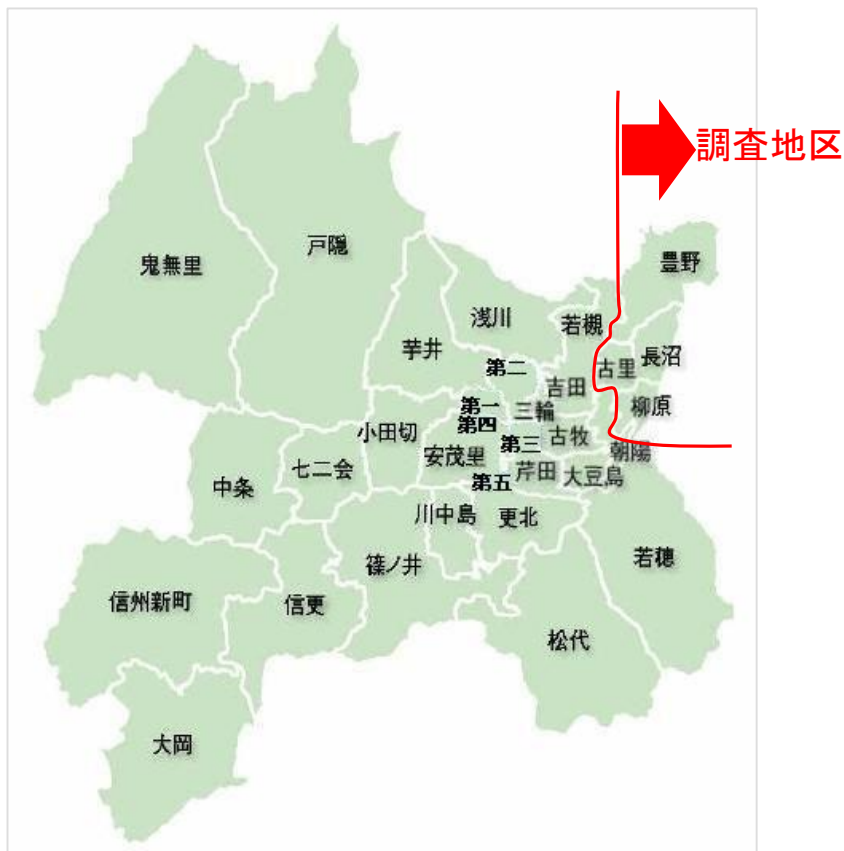 調査地区
豊野
戸隠
鬼無里
浅川
若槻
芋井
長沼
第二
古里
吉田
第一
三輪
柳原
第四
小田切
古牧
第三
朝陽
安茂里
七二会
芹田
大豆島
第五
中条
川中島
更北
若穂
篠ノ井
信州新町
信更
松代
大岡